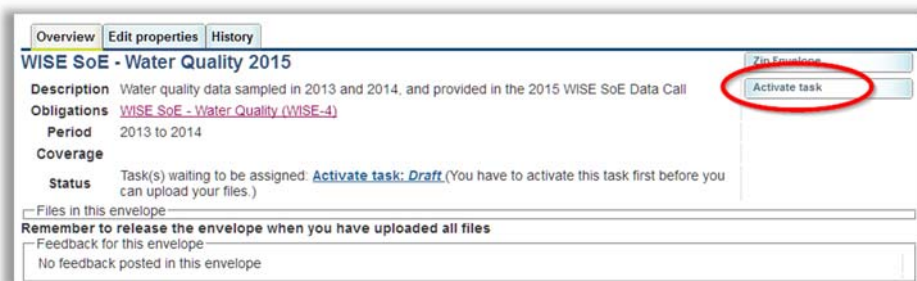 Overview Edit properties History
WISE SoE - Water Quality 2015
Zip Envelope
Description Water quality data sampled in 2013 and 2014, and provided in the 2015 WISE SoE Data Call
Activate task
Obligations WISE SoE - Water Quality (WISE-4)
Period 2013 to 2014
Coverage
Status Task(s) waiting to be assigned: Activate task: Draft (You have to activate this task first before you
can upload your files.)
Files in this envelope
Remember to release the envelope when you have uploaded all files
Feedback for this envelope
No feedback posted in this envelope